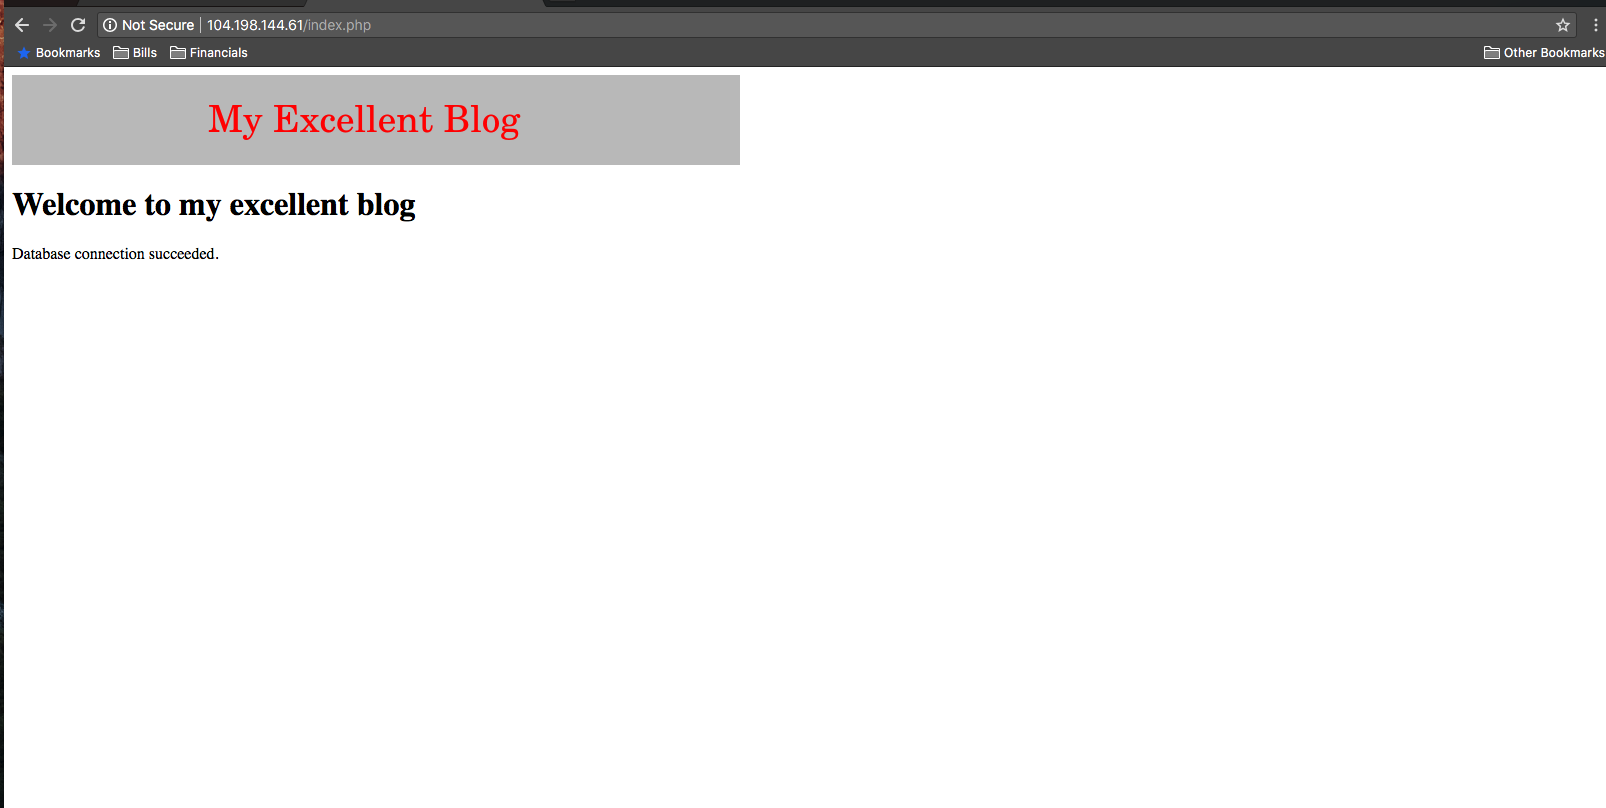 Not Secure | 104.198.144.61/index.php
Bookmarks Bills Financials Other Bookmarks
My Excellent Blog
Welcome to my excellent blog
Database connection succeeded.